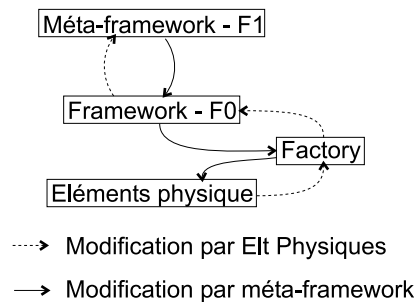 Méta-framework - F1
Framework - F0
Factory
Eléments physique
Modification par Elt Physiques
Modification par méta-framework